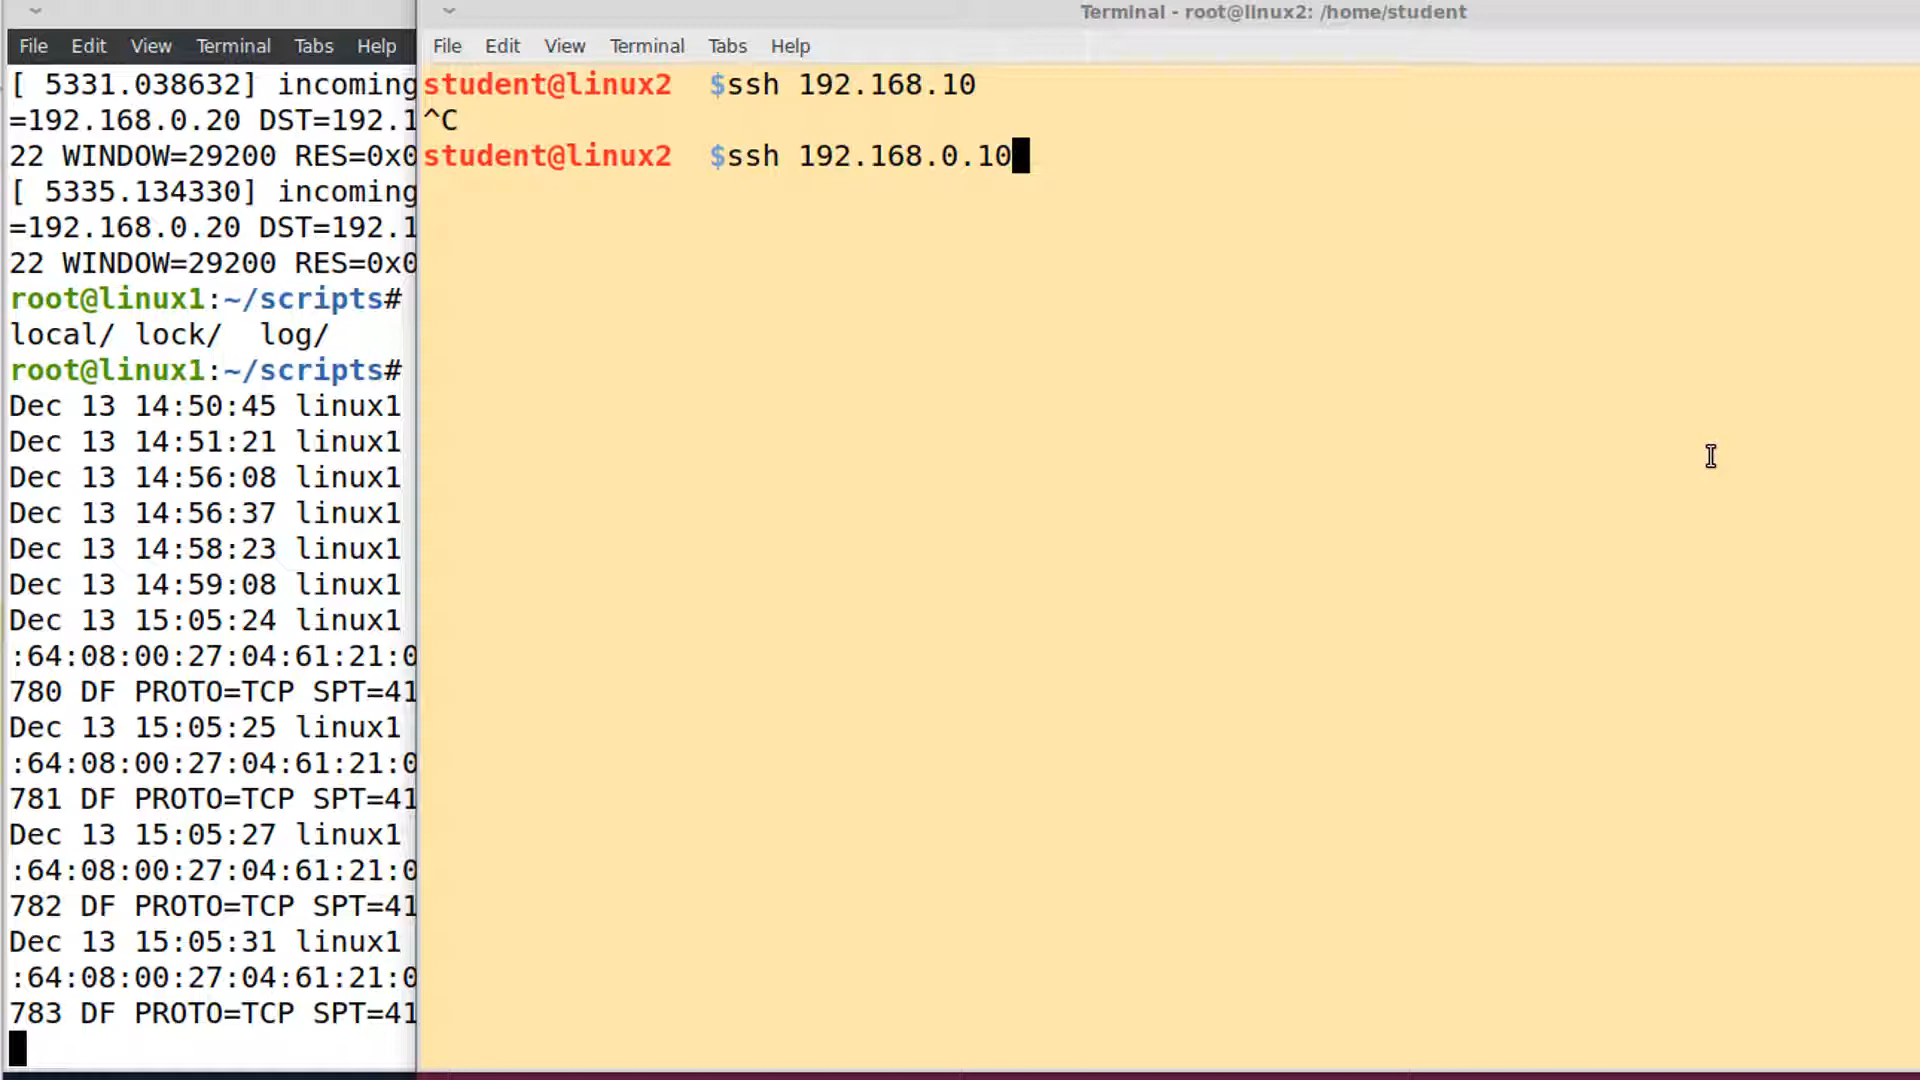 File Edit View Terminal Tabs Help
[ 5331.038632] incoming
=192.168.0.20 DST=192.1
22 WINDOW=29200 RES=0x0
[ 5335.134330] incoming
=192.168.0.20 DST=192.1
22 WINDOW=29200 RES=0x0
root@linux1:~/scripts#
local/ lock/  log/
root@linux1:~/scripts#
Dec 13 14:50:45 linux1
Dec 13 14:51:21 linux1
Dec 13 14:56:08 linux1
Dec 13 14:56:37 linux1
Dec 13 14:58:23 linux1
Dec 13 14:59:08 linux1
Dec 13 15:05:24 linux1
:64:08:00:27:04:61:21:0
780 DF PROTO=TCP SPT=41
Dec 13 15:05:25 linux1
:64:08:00:27:04:61:21:0
781 DF PROTO=TCP SPT=41
Dec 13 15:05:27 linux1
:64:08:00:27:04:61:21:0
782 DF PROTO=TCP SPT=41
Dec 13 15:05:31 linux1
:64:08:00:27:04:61:21:0
783 DF PROTO=TCP SPT=41
Terminal - root@linux2: /home/student
File Edit View Terminal Tabs Help
student@linux2  $ssh 192.168.10
^C
student@linux2  $ssh 192.168.0.10